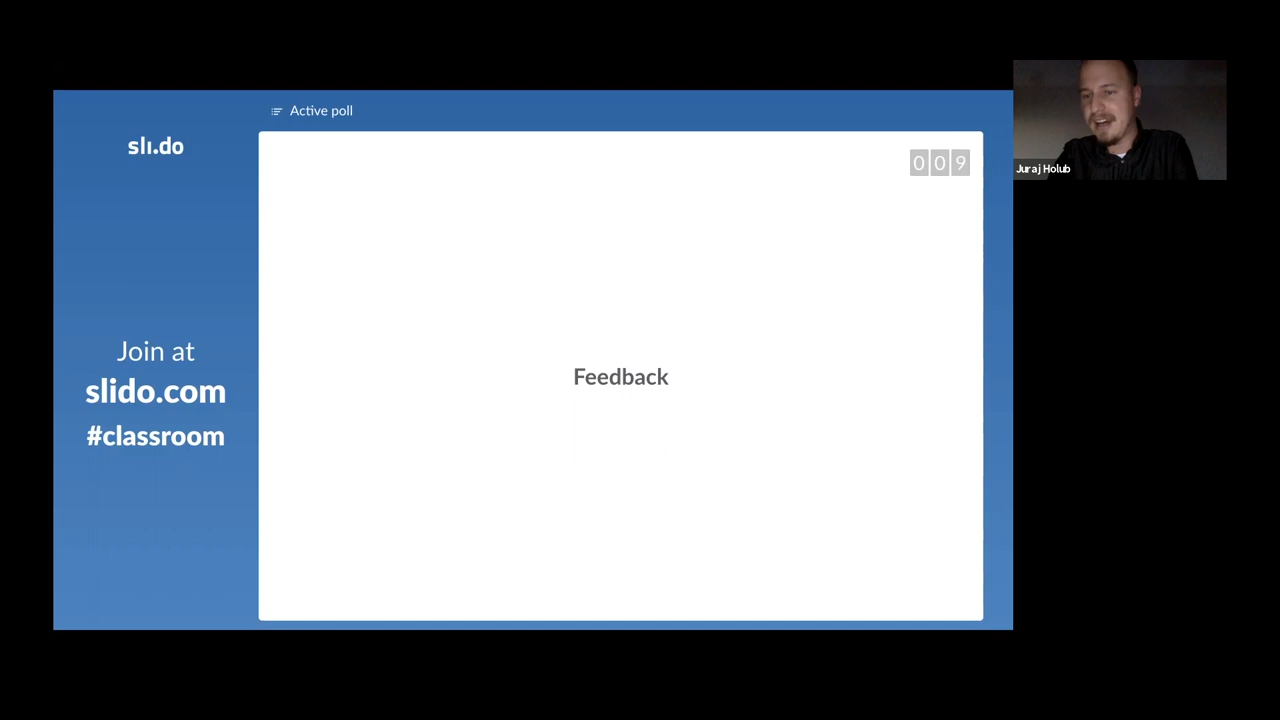 Active poll
sli.do
009
Juraj Holub
Feedback
Join at
slido.com
#classroom